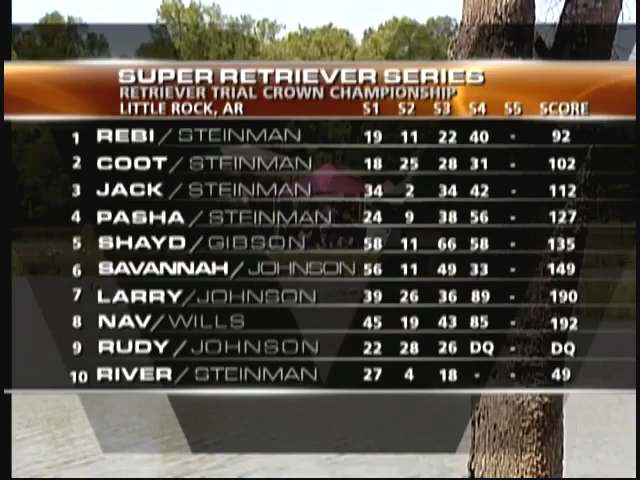 SUPER RETRIEVER SERIES
RETRIEVER TRIAL CROWN CHAMPIONSHIP
LITTLE ROCK, AR S1 S2 S3 S4 S5 SCORE
1 REBI / STEINMAN 19 11 22 40 - 92
2 COOT / STEINMAN 18 25 28 31 - 102
3 JACK / STEINMAN 34 2 34 42 - 112
4 PASHA / STEINMAN 24 9 38 56 - 127
5 SHAYD / GIBSON 58 11 66 58 - 135
6 SAVANNAH / JOHNSON 56 11 49 33 - 149
7 LARRY / JOHNSON 39 26 36 89 - 190
8 NAV / WILLS 45 19 43 85 - 192
9 RUDY / JOHNSON 22 28 26 DQ - DQ
10 RIVER / STEINMAN 27 4 18 - - 49